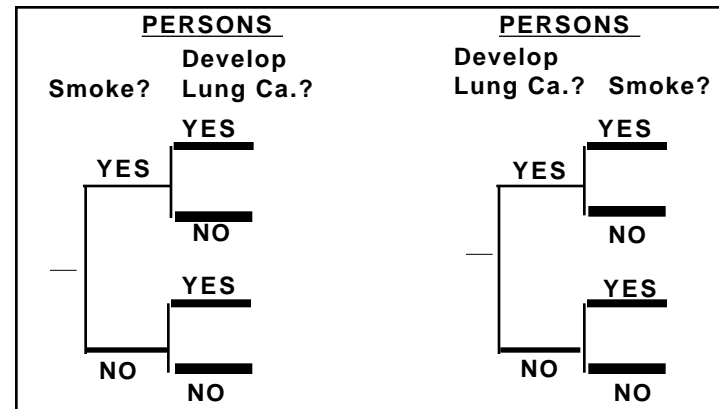 PERSONS
Develop
Smoke? Lung Ca.?
YES
YES
NO
YES
NO
NO
PERSONS
Develop
Lung Ca.? Smoke?
YES
YES
NO
YES
NO
NO